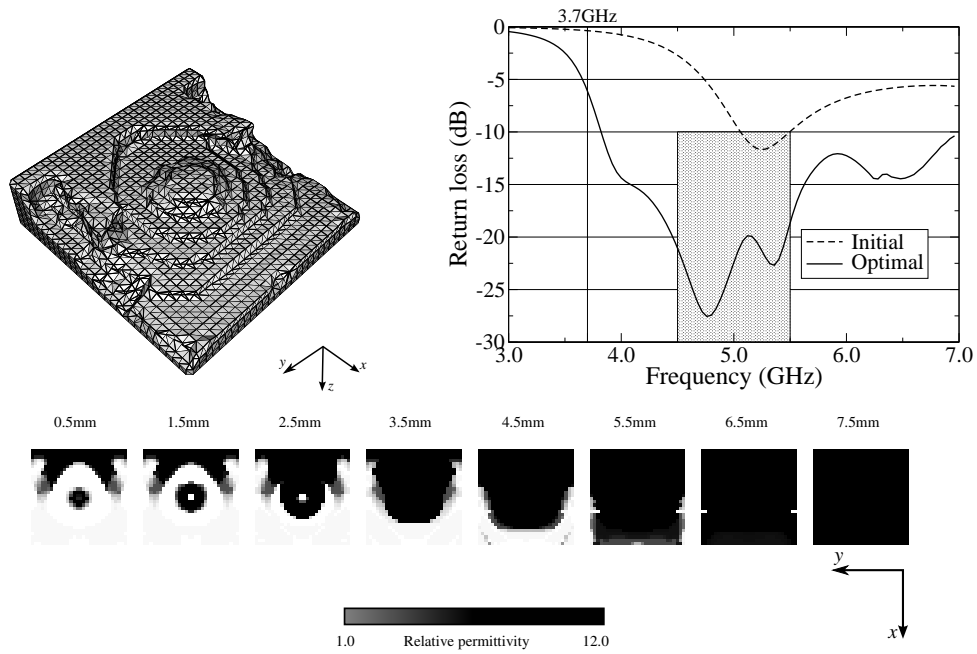 3.7GHz
0
-5
-10
-15
-20
-25
-30
Return loss (dB)
Initial
Optimal
3.0 4.0 5.0 6.0 7.0
Frequency (GHz)
y x
z
0.5mm 1.5mm 2.5mm 3.5mm 4.5mm 5.5mm 6.5mm 7.5mm
y
x
1.0 Relative permittivity 12.0